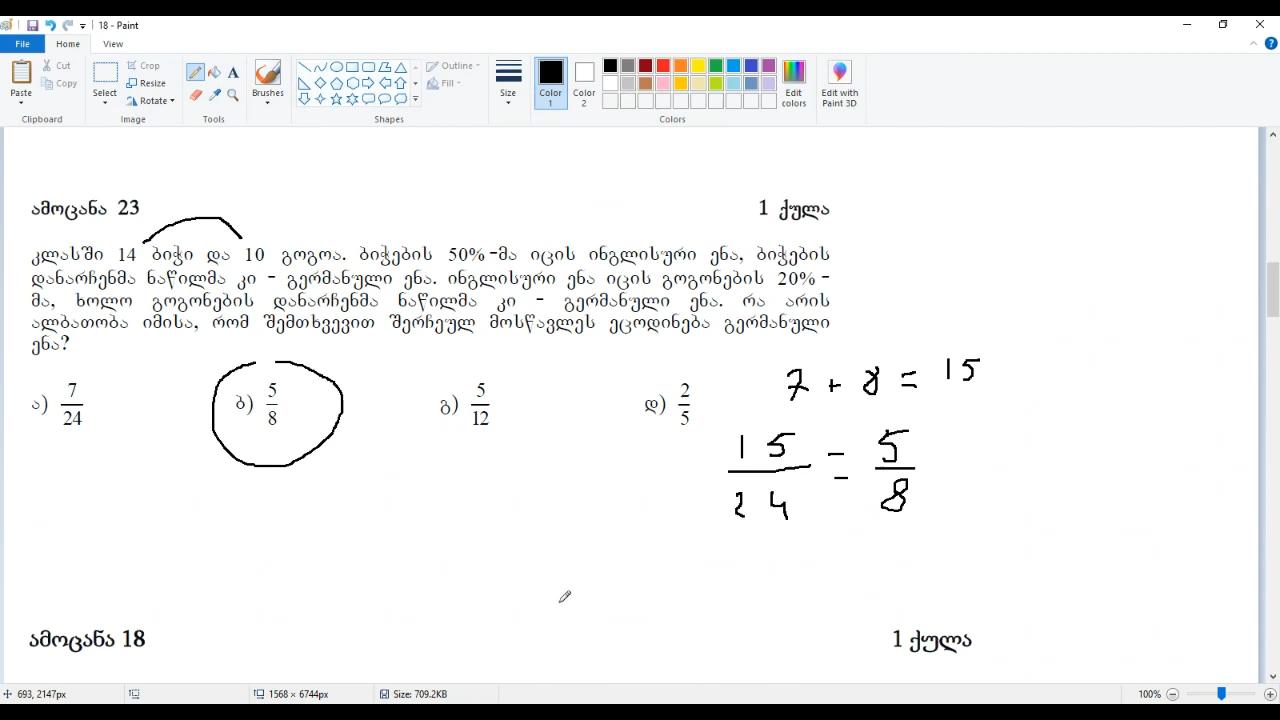 18 - Paint
File Home View
Paste
Cut
Copy
Clipboard
Select
Crop
Resize
Rotate
Image
Tools
Brushes
Shapes
Outline
Fill
Size
Color 1
Color 2
Colors
Edit colors
Edit with Paint 3D
ამოცანა 23 1 ქულა
კლასში 14 ბიჭი და 10 გოგოა. ბიჭების 50% -მა იცის ინგლისური ენა, ბიჭების
დანარჩენმა ნაწილმა კი - გერმანული ენა. ინგლისური ენა იცის გოგონების 20% -
მა, ხოლო გოგონების დანარჩენმა ნაწილმა კი - გერმანული ენა. რა არის
ალბათობა იმისა, რომ შემთხვევით შერჩეულ მოსწავლეს ეცოდინება გერმანული
ენა?
ა) 7/24 ბ) 5/8 გ) 5/12 დ) 2/5
7 + 8 = 15
15/24 = 5/8
ამოცანა 18 1 ქულა
693, 2147px 1568 × 6744px Size: 709.2KB 100%